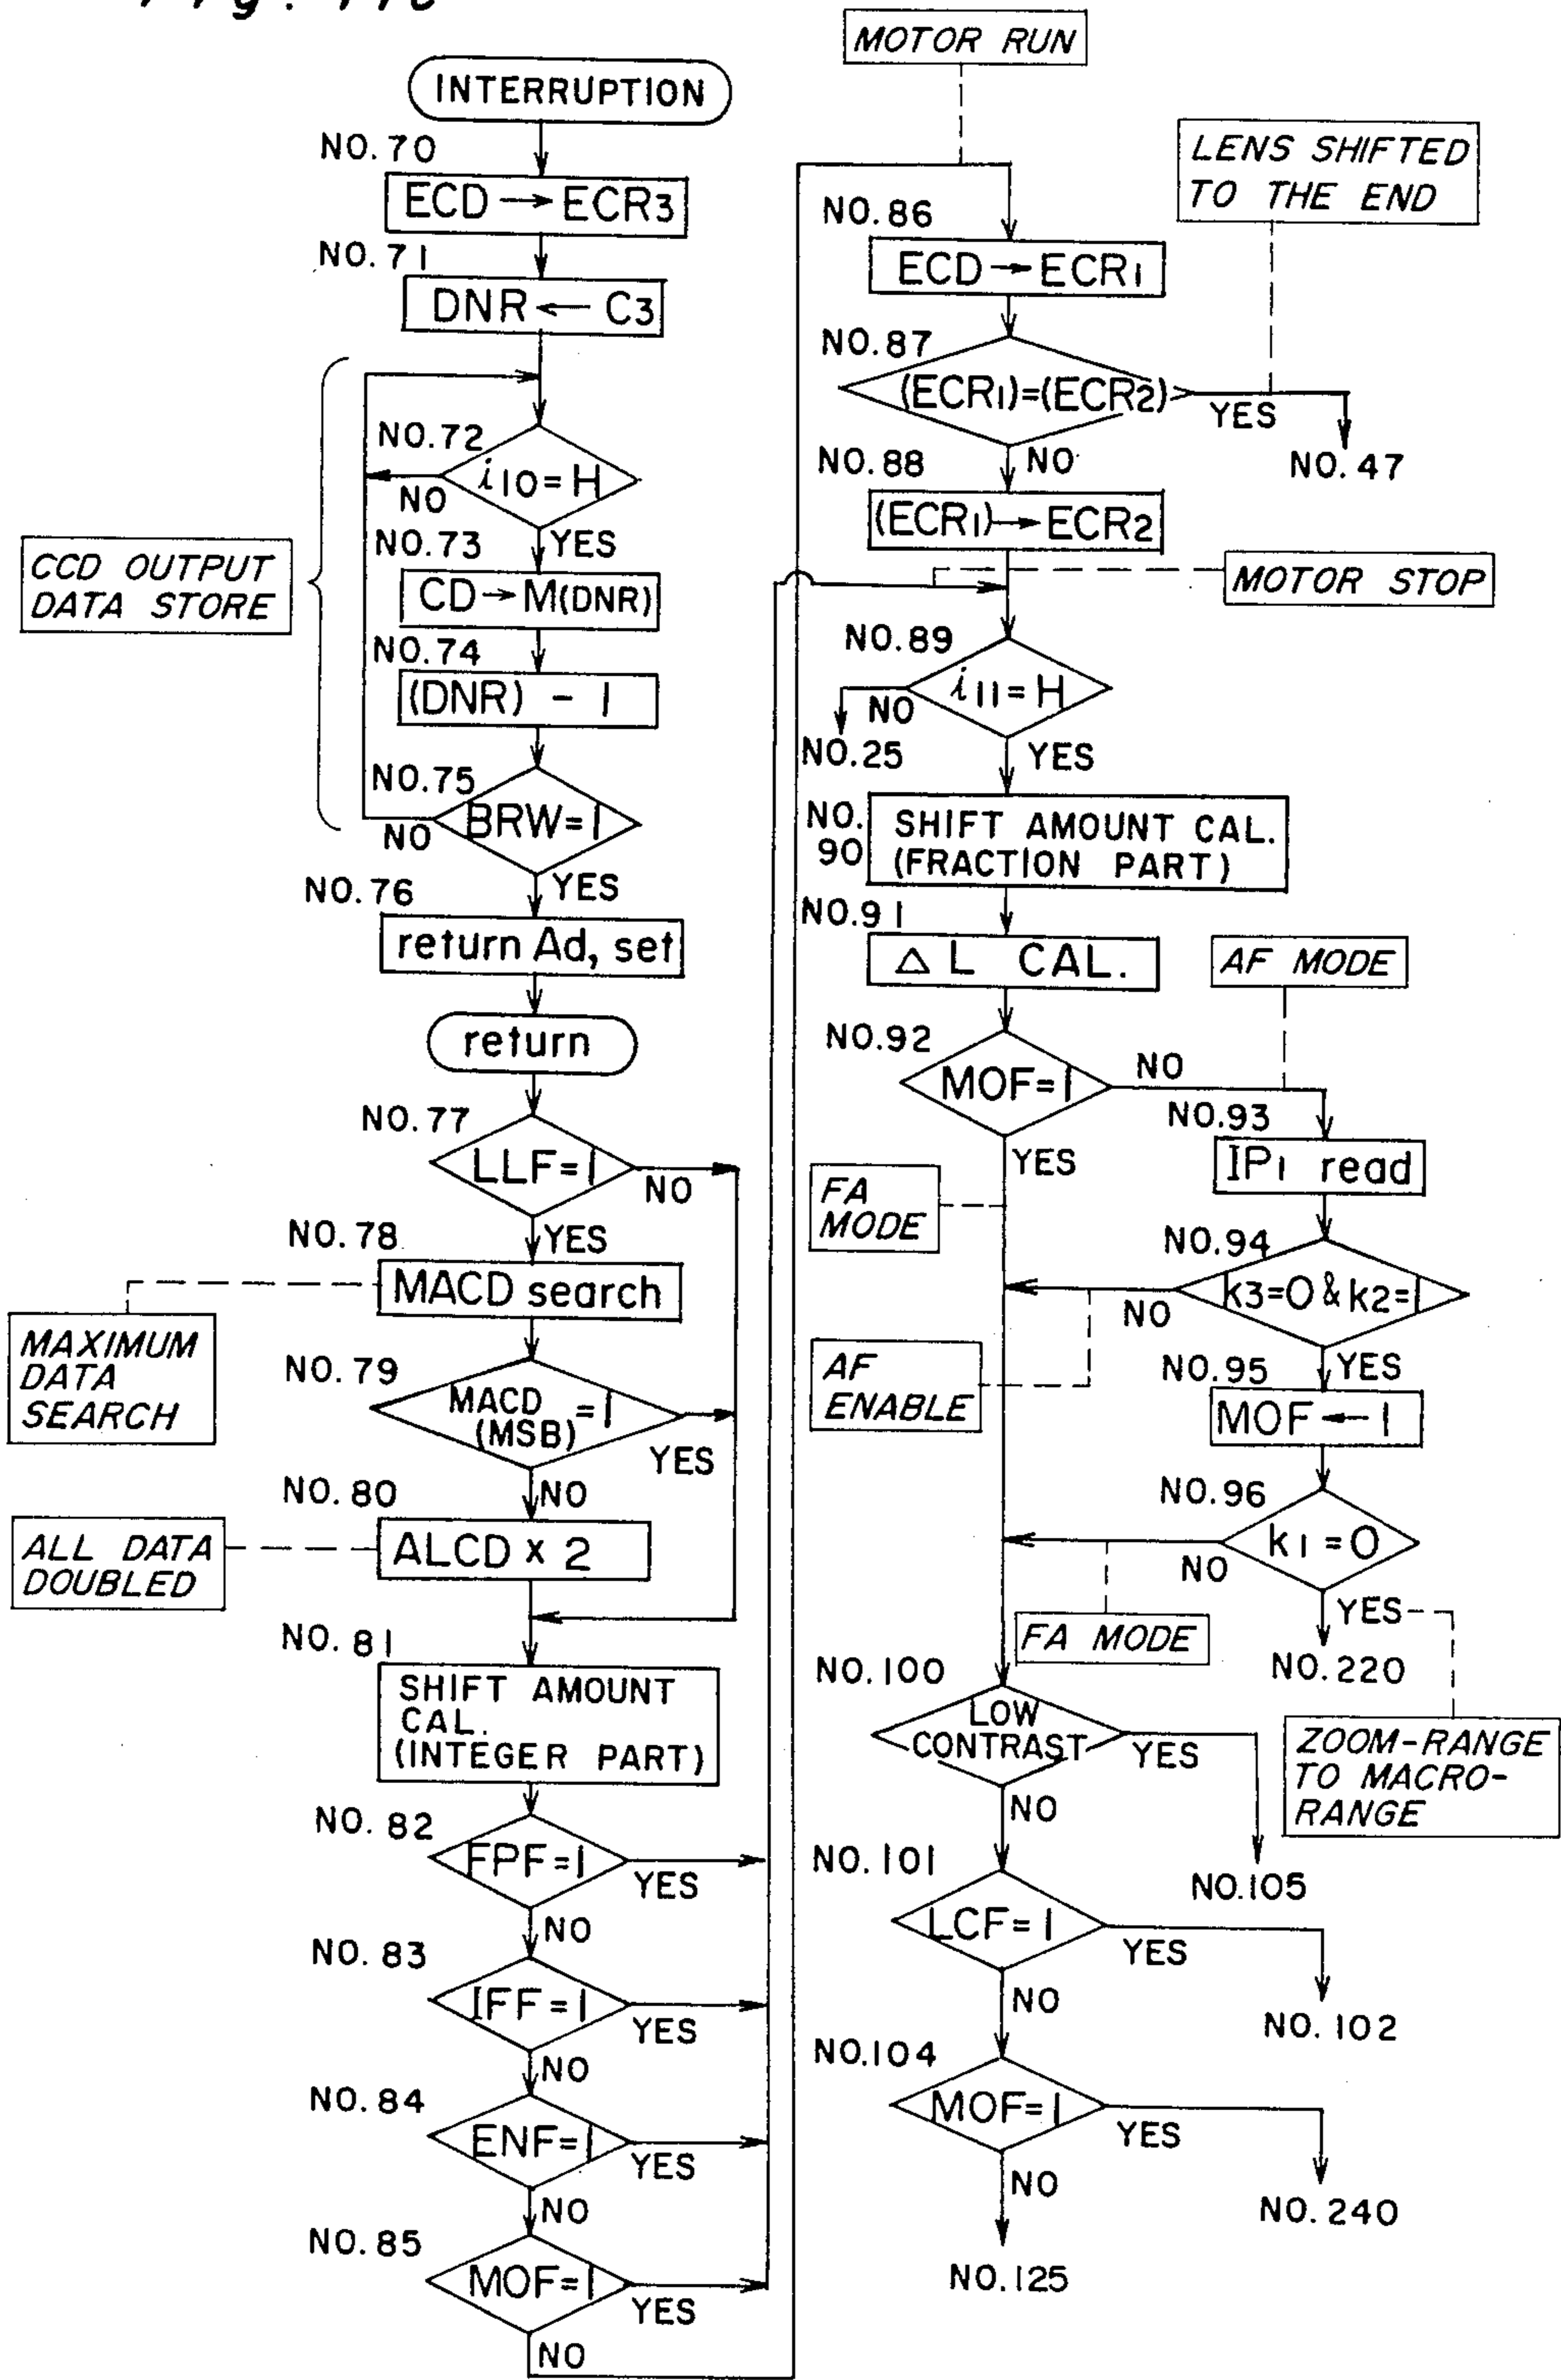 INTERRUPTION
NO.70
ECD → ECR3
NO.71
DNR ← C3
NO.72
i10=H
NO
YES
CCD OUTPUT
DATA STORE
NO.73
CD→M(DNR)
NO.74
(DNR) - 1
NO.75
BRW=1
NO
YES
NO.76
return Ad, set
return
NO.77
LLF=1
NO
YES
NO.78
MACD search
MAXIMUM
DATA
SEARCH
NO.79
MACD
(MSB) =1
YES
NO
NO.80
ALCD x 2
ALL DATA
DOUBLED
NO.81
SHIFT AMOUNT
CAL.
(INTEGER PART)
NO.82
FPF=1
YES
NO
NO.83
IFF=1
YES
NO
NO.84
ENF=1
YES
NO
NO.85
MOF=1
YES
NO
MOTOR RUN
LENS SHIFTED
TO THE END
NO.86
ECD→ECR1
NO.87
(ECR1)=(ECR2)
YES
NO.47
NO
NO.88
(ECR1)→ECR2
MOTOR STOP
NO.89
i11=H
NO
NO.25
YES
NO.
90
SHIFT AMOUNT CAL.
(FRACTION PART)
NO.91
△L CAL.
AF MODE
NO.92
MOF=1
NO
YES
NO.93
IP1 read
FA
MODE
NO.94
k3=0&k2=1
NO
YES
AF
ENABLE
NO.95
MOF←1
NO.96
k1=0
NO
YES
FA MODE
NO.220
ZOOM-RANGE
TO MACRO-
RANGE
NO.100
LOW
CONTRAST
YES
NO.105
NO
NO.101
LCF=1
YES
NO.102
NO
NO.104
MOF=1
YES
NO.240
NO
NO.125